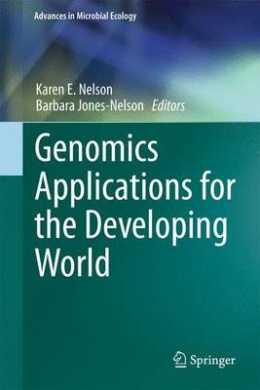 Advances in Microbial Ecology
Karen E. Nelson
Barbara Jones-Nelson Editors
Genomics
Applications for
the Developing
World
Springer